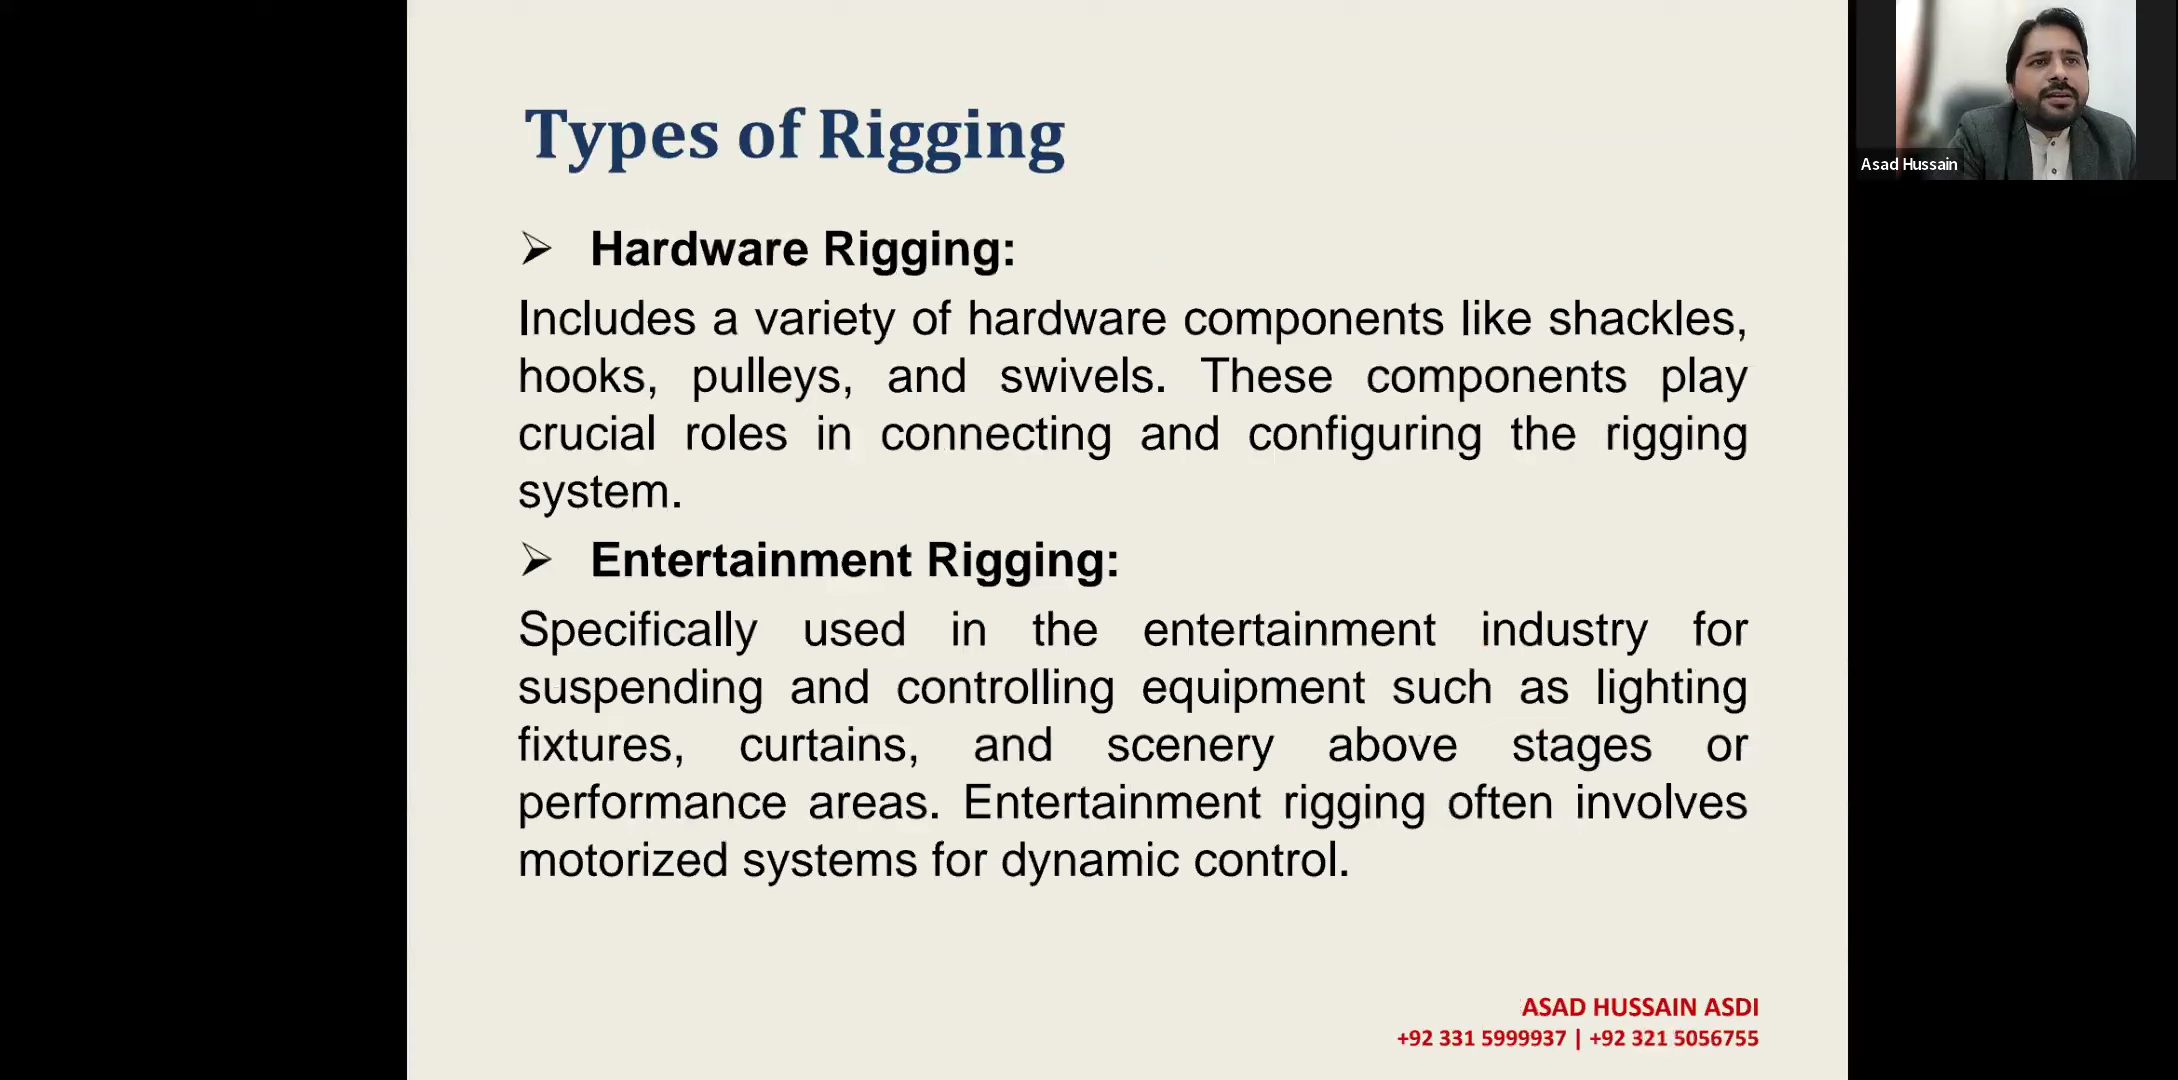 Types of Rigging
Asad Hussain
➢ Hardware Rigging:
Includes a variety of hardware components like shackles,
hooks, pulleys, and swivels. These components play
crucial roles in connecting and configuring the rigging
system.
➢ Entertainment Rigging:
Specifically used in the entertainment industry for
suspending and controlling equipment such as lighting
fixtures, curtains, and scenery above stages or
performance areas. Entertainment rigging often involves
motorized systems for dynamic control.
ASAD HUSSAIN ASDI
+92 331 5999937 | +92 321 5056755